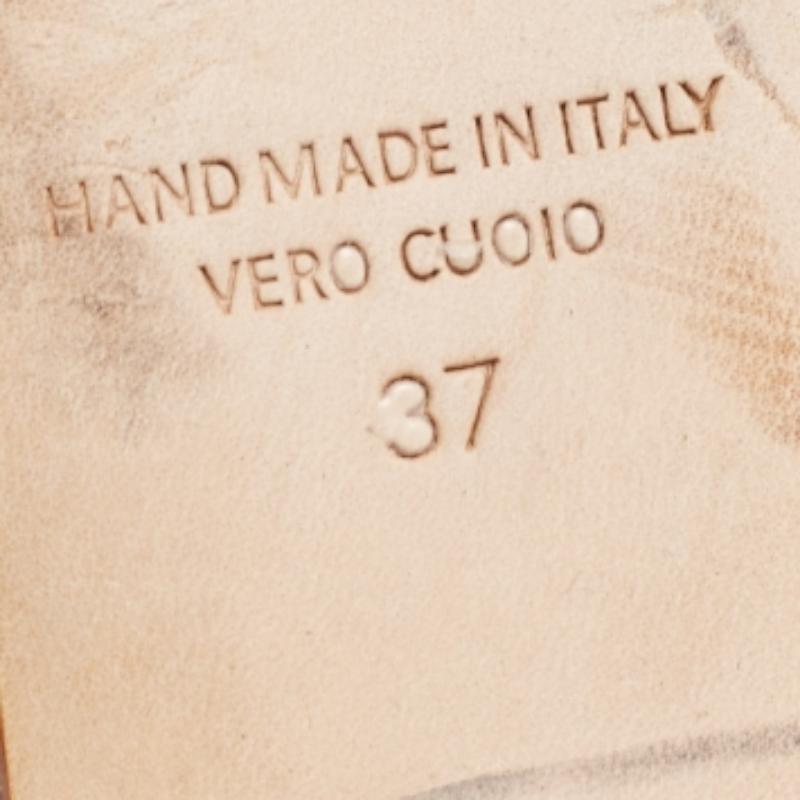 HAND MADE IN ITALY
VERO CUOIO
37